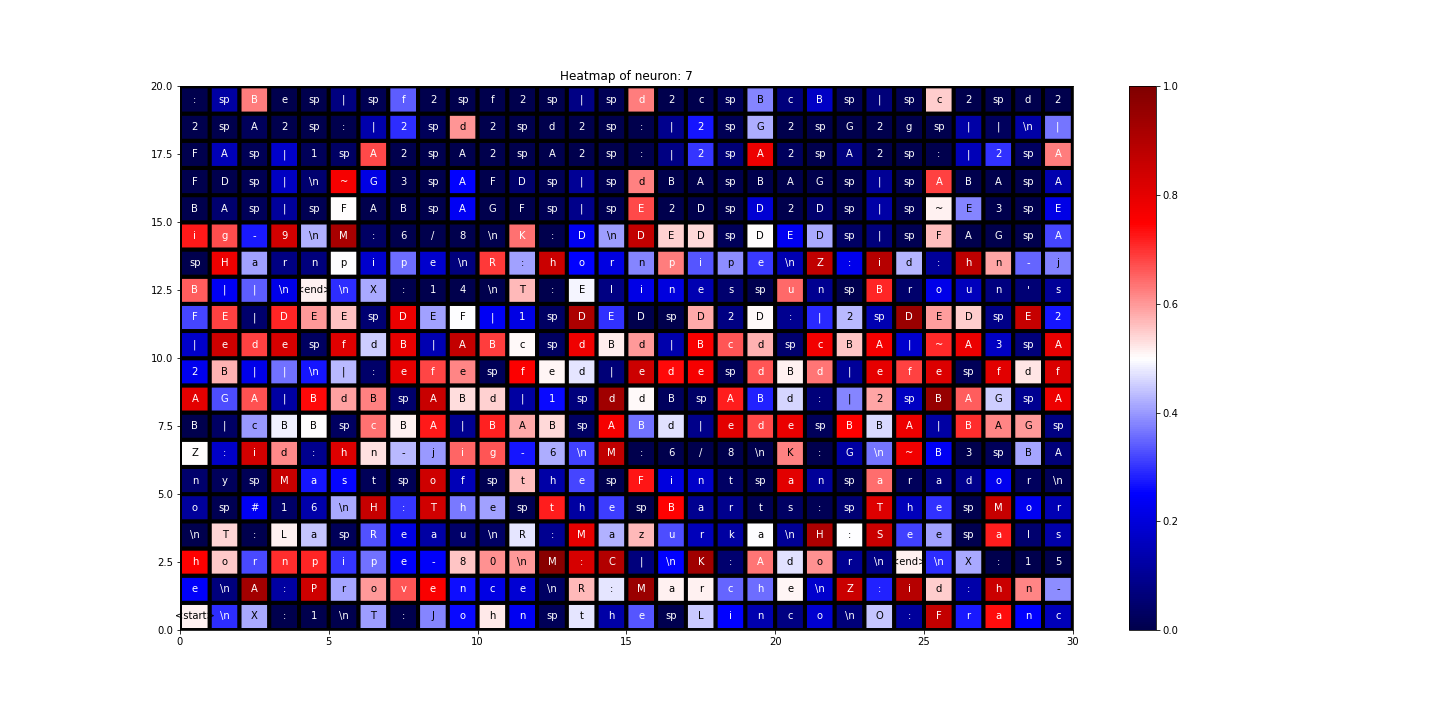 Heatmap of neuron: 7
20.0 : sp B e sp | sp f 2 sp f 2 sp | sp d 2 c sp B c B sp | sp c 2 sp d 2 1.0
2 sp A 2 sp : | 2 sp d 2 sp d 2 sp : | 2 sp G 2 sp G 2 g sp | | \n |
17.5 F A sp | 1 sp A 2 sp A 2 sp A 2 sp : | 2 sp A 2 sp A 2 sp : | 2 sp A
F D sp | \n ~ G 3 sp A F D sp | sp d B A sp B A G sp | sp A B A sp A 0.8
15.0 B A sp | sp F A B sp A G F sp | sp E 2 D sp D 2 D sp | sp ~ E 3 sp E
i g - 9 \n M : 6 / 8 \n K : D \n D E D sp D E D sp | sp F A G sp A
sp H a r n p i p e \n R : h o r n p i p e \n Z : i d : h n - j
12.5 B | | \n <end> \n X : 1 4 \n T : E l i n e s sp u n sp B r o u n ' s 0.6
F E | D E E sp D E F | 1 sp D E D sp D 2 D : | 2 sp D E D sp E 2
10.0 | e d e sp f d B | A B c sp d B d | B c d sp c B A | ~ A 3 sp A
2 B | | \n | : e f e sp f e d | e d e sp d B d | e f e sp f d f
A G A | B d B sp A B d | 1 sp d d B sp A B d : | 2 sp B A G sp A 0.4
7.5 B | c B B sp c B A | B A B sp A B d | e d e sp B B A | B A G sp
Z : i d : h n - j i g - 6 \n M : 6 / 8 \n K : G \n ~ B 3 sp B A
5.0 n y sp M a s t sp o f sp t h e sp F i n t sp a n sp a r a d o r \n
o sp # 1 6 \n H : T h e sp t h e sp B a r t s : sp T h e sp M o r 0.2
\n T : L a sp R e a u \n R : M a z u r k a \n H : S e e sp a l s
2.5 h o r n p i p e - 8 0 \n M : C | \n K : A d o r \n <end> \n X : 1 5
e \n A : P r o v e n c e \n R : M a r c h e \n Z : i d : h n -
0.0 <start> \n X : 1 \n T : J o h n sp t h e sp L i n c o \n O : F r a n c 0.0
0 5 10 15 20 25 30